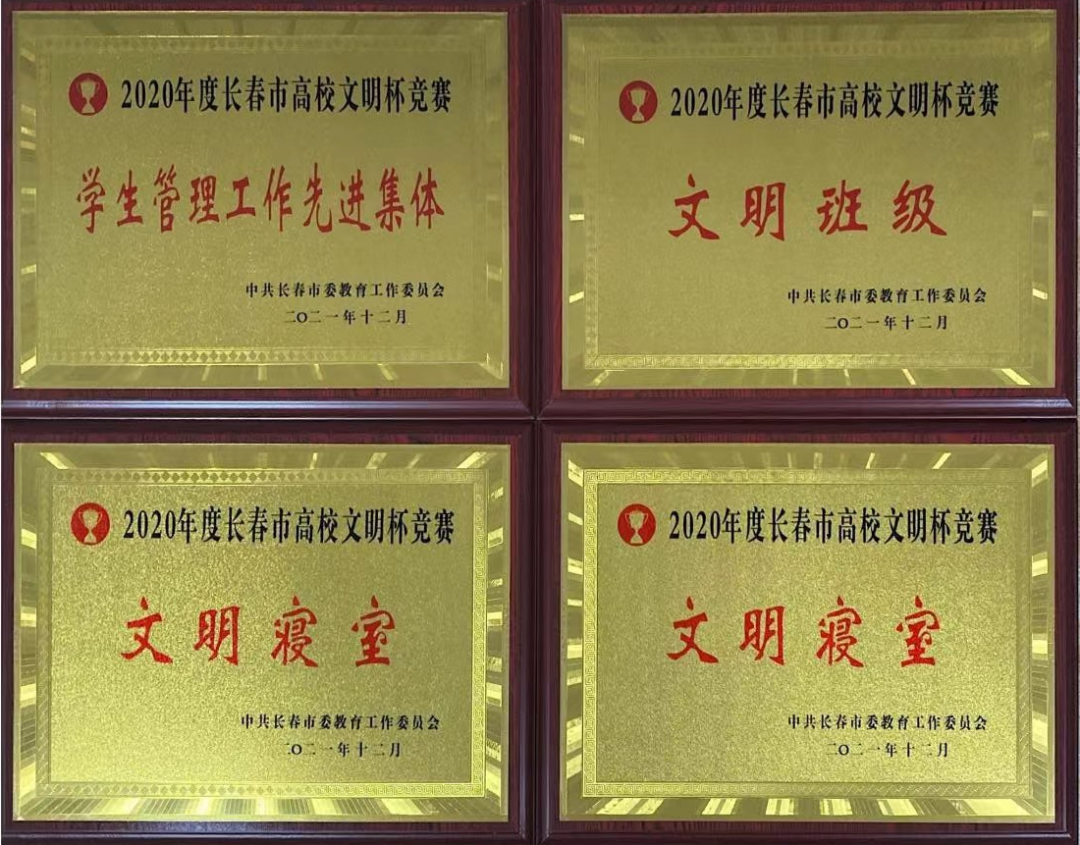 2020年度长春市高校文明杯竞赛
学生管理工作先进集体
中共长春市委教育工作委员会
二〇二一年十二月
2020年度长春市高校文明杯竞赛
文明班级
中共长春市委教育工作委员会
二〇二一年十二月
2020年度长春市高校文明杯竞赛
文明寝室
中共长春市委教育工作委员会
二〇二一年十二月
2020年度长春市高校文明杯竞赛
文明寝室
中共长春市委教育工作委员会
二〇二一年十二月